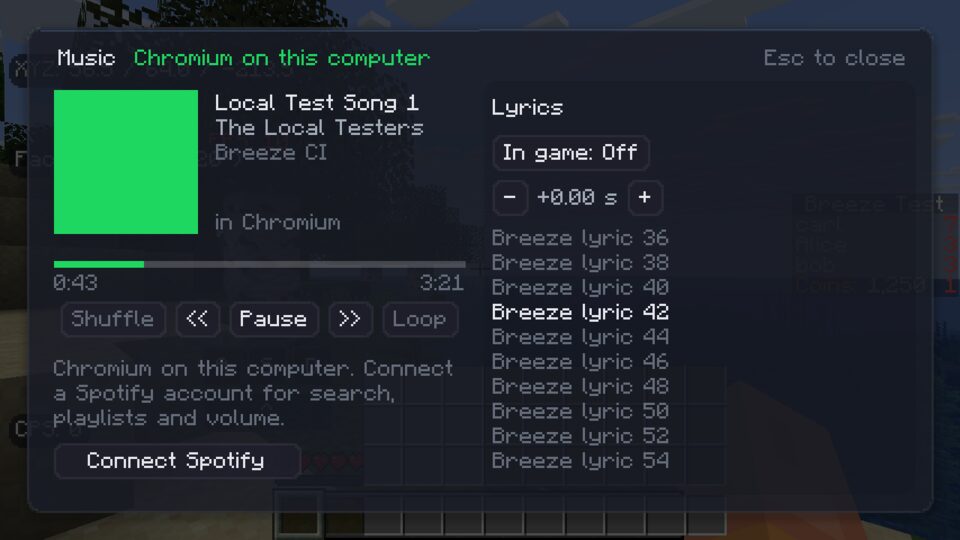 Music Chromium on this computer
Esc to close
Local Test Song 1
The Local Testers
Breeze CI
in Chromium
0:43
3:21
Shuffle << Pause >> Loop
Chromium on this computer. Connect
a Spotify account for search,
playlists and volume.
Connect Spotify
Lyrics
In game: Off
- +0.00 s +
Breeze lyric 36
Breeze lyric 38
Breeze lyric 40
Breeze lyric 42
Breeze lyric 44
Breeze lyric 46
Breeze lyric 48
Breeze lyric 50
Breeze lyric 52
Breeze lyric 54
Breeze Test
carl
Alice
bob
Coins: 1,250